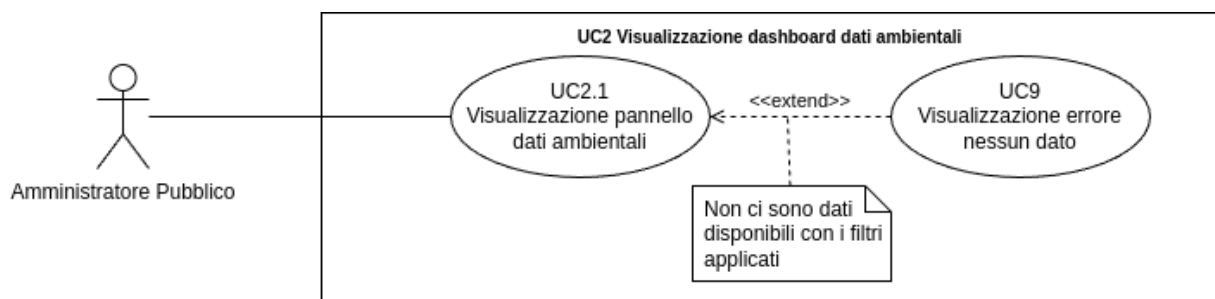 UC2 Visualizzazione dashboard dati ambientali
UC2.1
Visualizzazione pannello
dati ambientali
<<extend>>
UC9
Visualizzazione errore
nessun dato
Amministratore Pubblico
Non ci sono dati
disponibili con i filtri
applicati